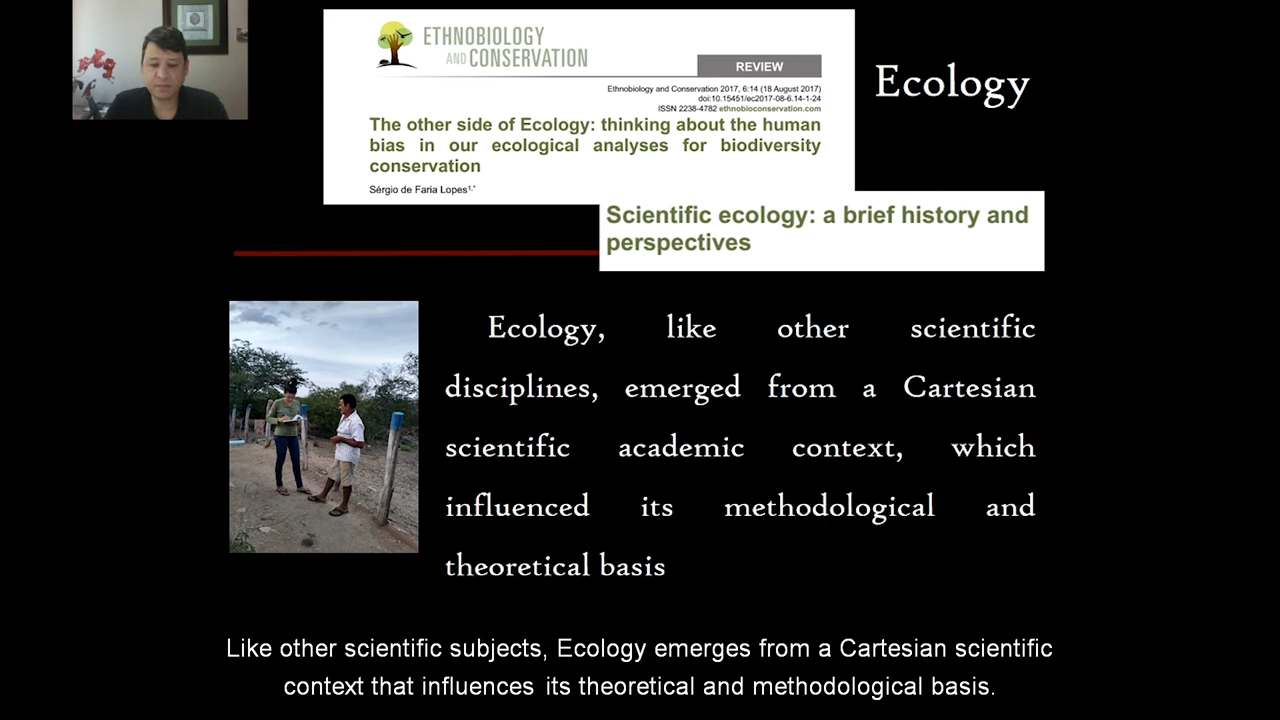 ETHNOBIOLOGY
AND CONSERVATION
REVIEW
Ethnobiology and Conservation 2017, 6:14 (18 August 2017)
doi:10.15451/ec2017-08-6.14-1-24
ISSN 2238-4782 ethnobioconservation.com
The other side of Ecology: thinking about the human
bias in our ecological analyses for biodiversity
conservation
Sérgio de Faria Lopes1,*
Ecology
Scientific ecology: a brief history and
perspectives
Ecology, like other scientific
disciplines, emerged from a Cartesian
scientific academic context, which
influenced its methodological and
theoretical basis
Like other scientific subjects, Ecology emerges from a Cartesian scientific
context that influences its theoretical and methodological basis.